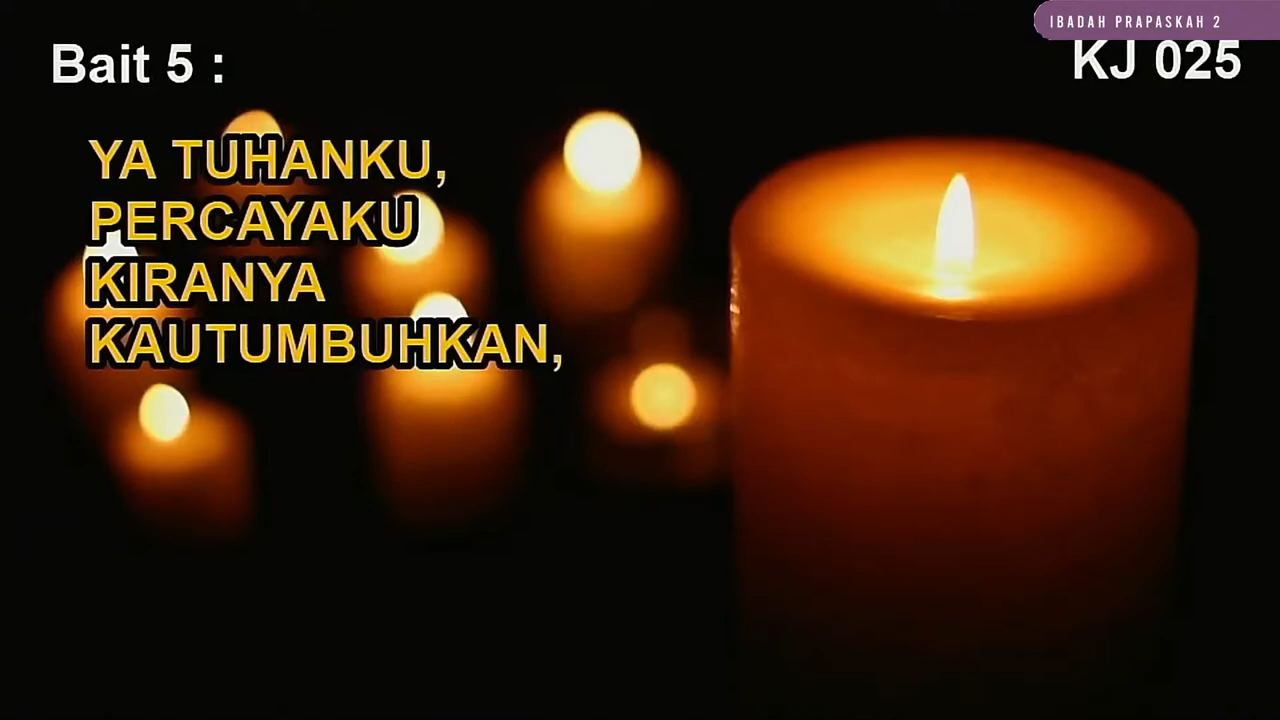 IBADAH PRAPASKAH 2
Bait 5 :
KJ 025
YA TUHANKU,
PERCAYAKU
KIRANYA
KAUTUMBUHKAN,